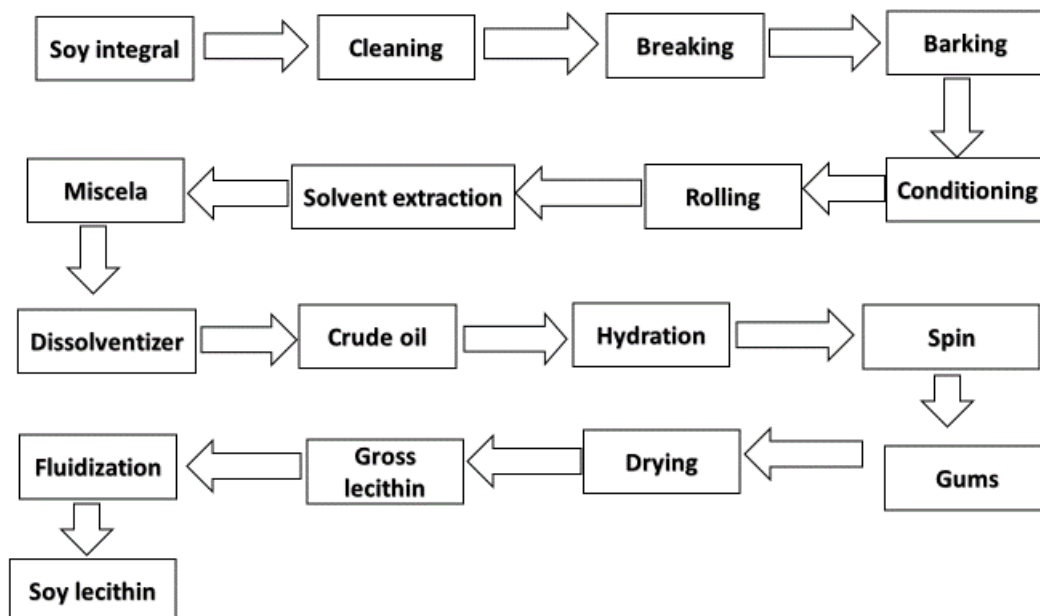 Soy integral
Cleaning
Breaking
Barking
Conditioning
Rolling
Solvent extraction
Miscela
Dissolventizer
Crude oil
Hydration
Spin
Gums
Drying
Gross
lecithin
Fluidization
Soy lecithin